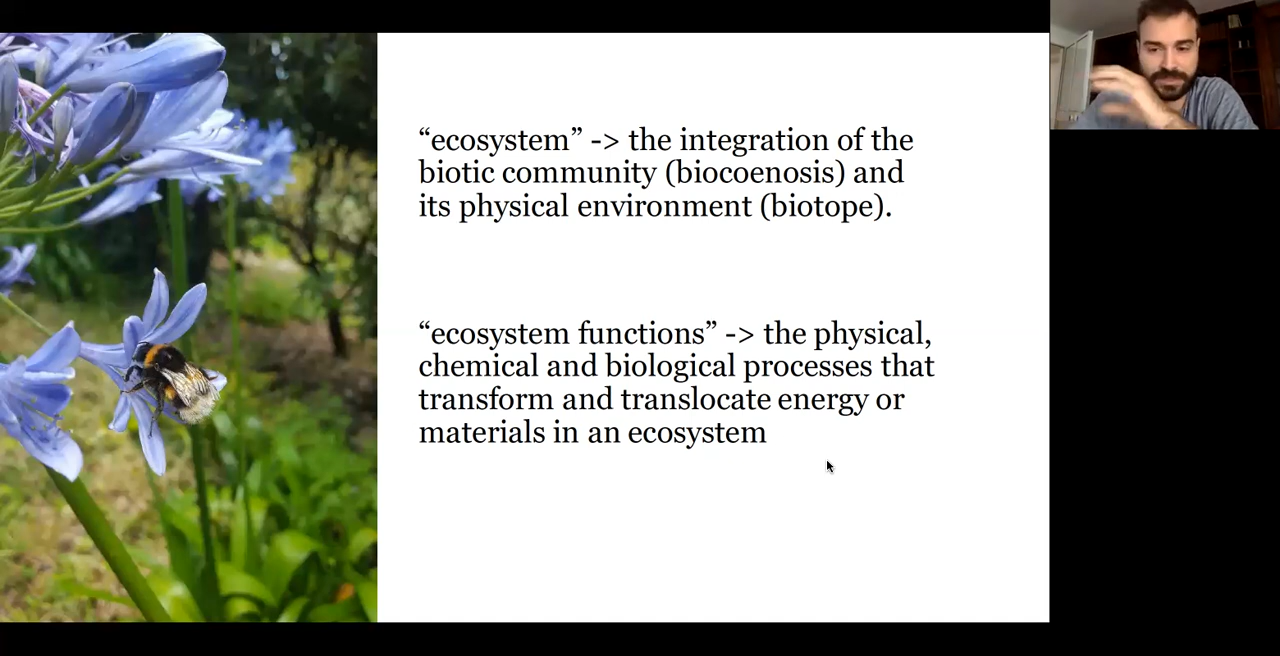 “ecosystem” -> the integration of the
biotic community (biocoenosis) and
its physical environment (biotope).
“ecosystem functions” -> the physical,
chemical and biological processes that
transform and translocate energy or
materials in an ecosystem